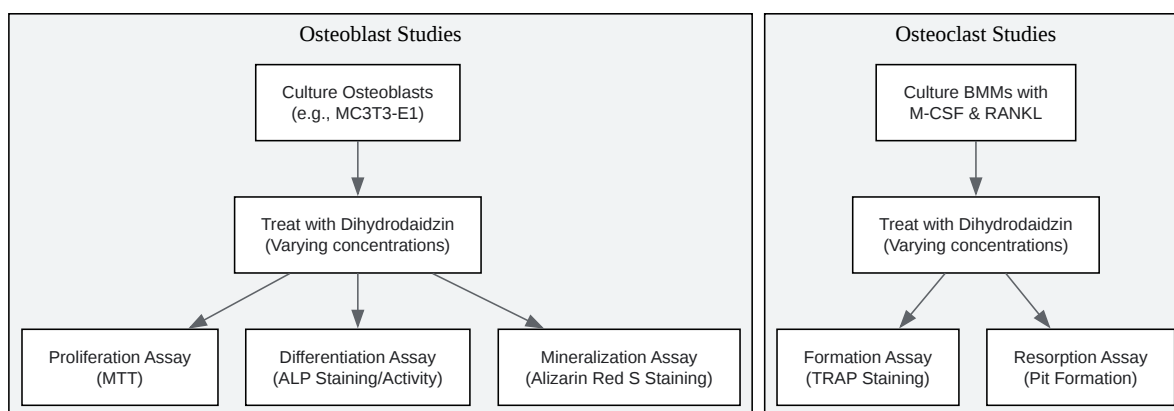 Osteoblast Studies
Culture Osteoblasts
(e.g., MC3T3-E1)
Treat with Dihydrodaidzin
(Varying concentrations)
Proliferation Assay
(MTT)
Differentiation Assay
(ALP Staining/Activity)
Mineralization Assay
(Alizarin Red S Staining)
Osteoclast Studies
Culture BMMs with
M-CSF & RANKL
Treat with Dihydrodaidzin
(Varying concentrations)
Formation Assay
(TRAP Staining)
Resorption Assay
(Pit Formation)